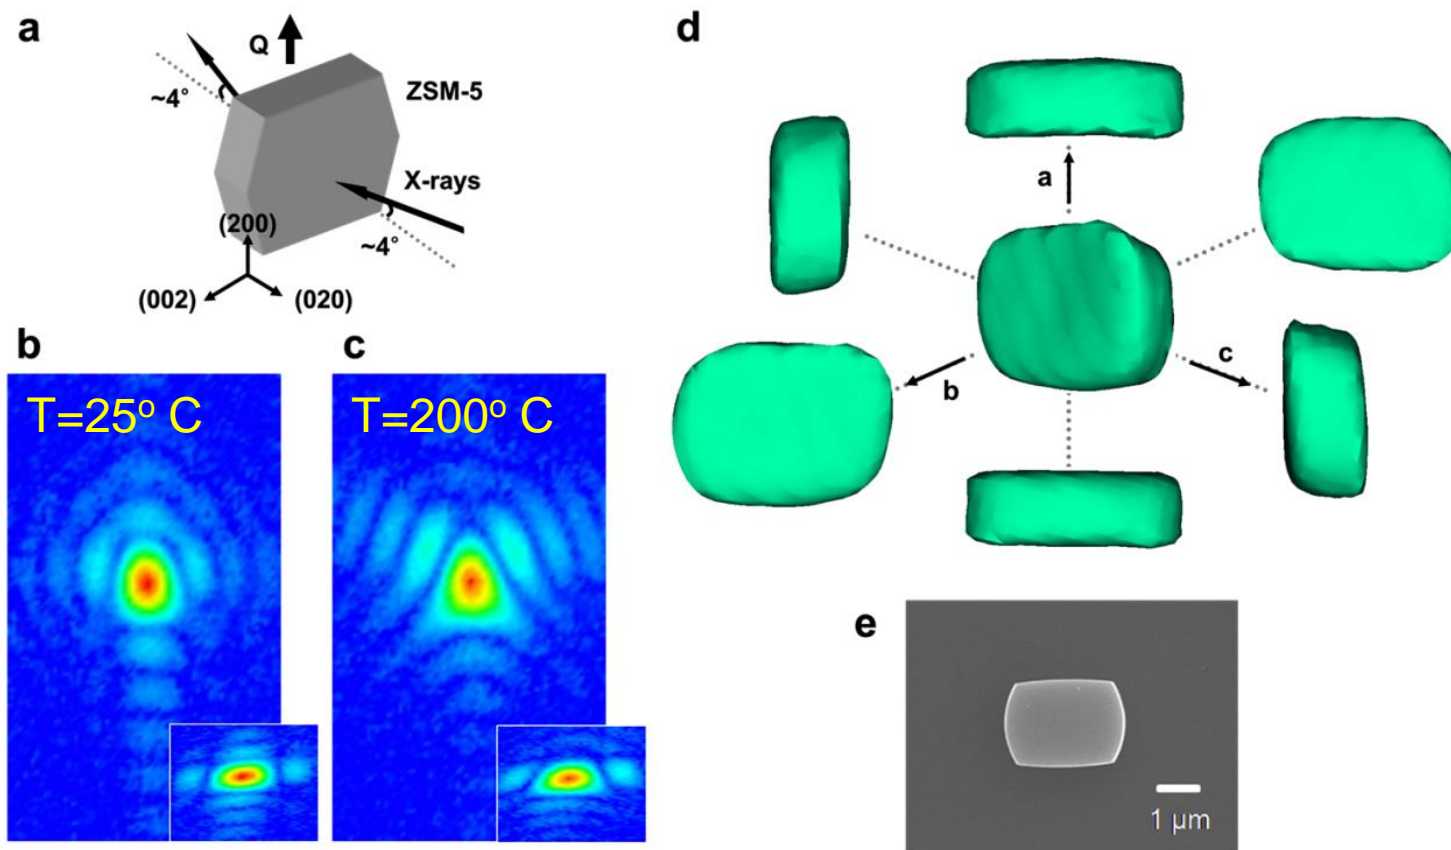 a
Q
ZSM-5
~4°
X-rays
(200)
~4°
(002)
(020)
b
c
T=25° C
T=200° C
d
a
b
c
e
1 µm